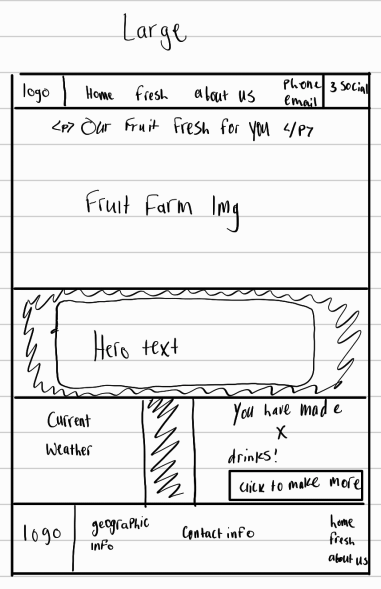 Large
logo Home fresh about us Phone email 3 Social
<p> Our Fruit Fresh for you </p>
Fruit Farm Img
Hero text
Current
Weather
You have made
X
drinks!
click to make more
logo
geographic
info
Contact info
home
fresh
about us